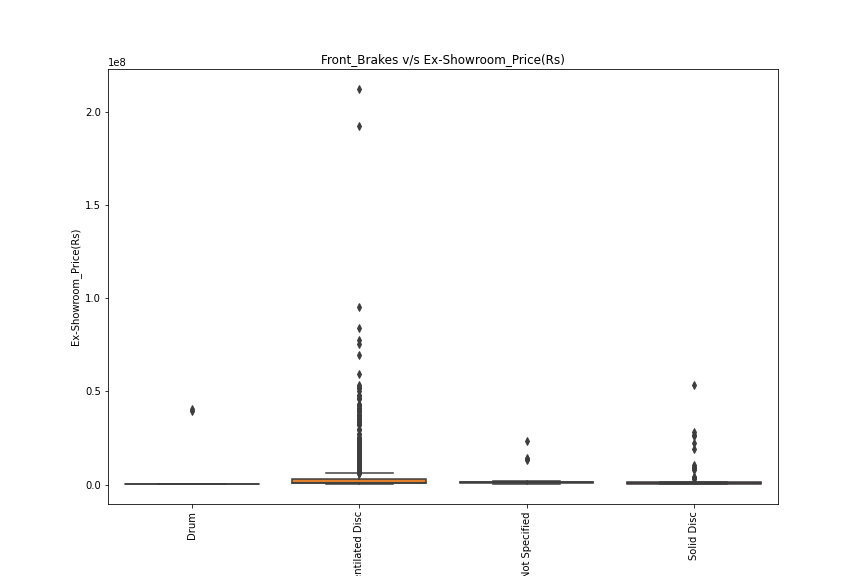 Front_Brakes v/s Ex-Showroom_Price(Rs)
1e8
2.0
1.5
1.0
0.5
0.0
Ex-Showroom_Price(Rs)
Drum
entilated Disc
Not Specified
Solid Disc